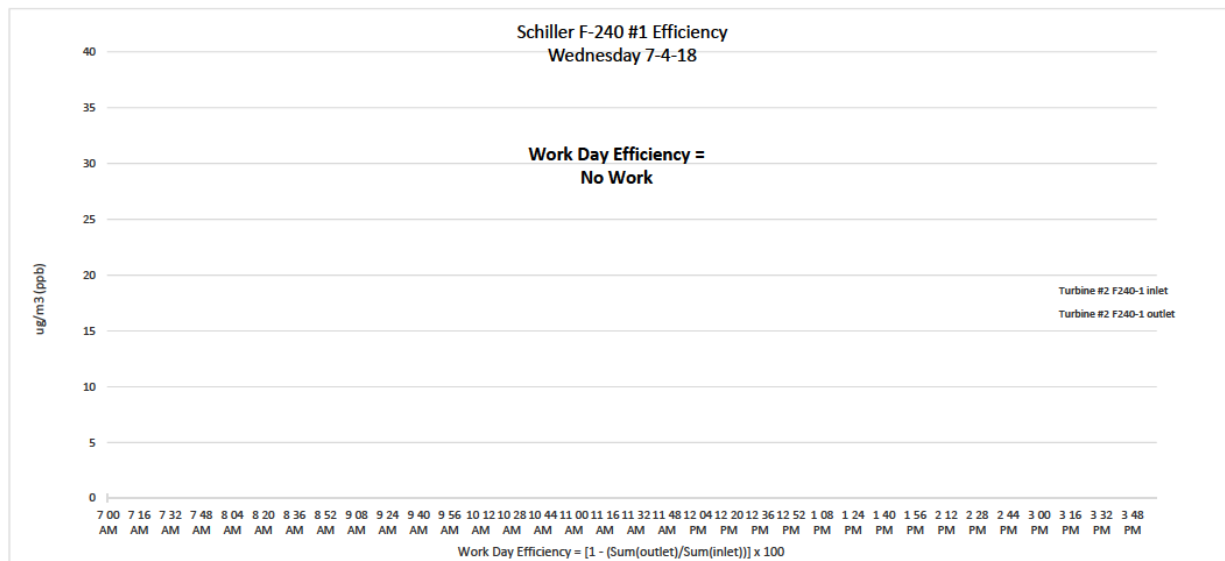 Schiller F-240 #1 Efficiency
Wednesday 7-4-18
40
35
Work Day Efficiency =
30
No Work
25
ug/m3 (ppb)
20
Turbine #2 F240-1 inlet
Turbine #2 F240-1 outlet
15
10
5
0
7 00 7 16 7 32 7 48 8 04 8 20 8 36 8 52 9 08 9 24 9 40 9 56 10 12 10 28 10 44 11 00 11 16 11 32 11 48 12 04 12 20 12 36 12 52 1 08 1 24 1 40 1 56 2 12 2 28 2 44 3 00 3 16 3 32 3 48
AM AM AM AM AM AM AM AM AM AM AM AM AM AM AM AM AM AM AM PM PM PM PM PM PM PM PM PM PM PM PM PM PM PM
Work Day Efficiency = [1 - (Sum(outlet)/Sum(inlet))] x 100